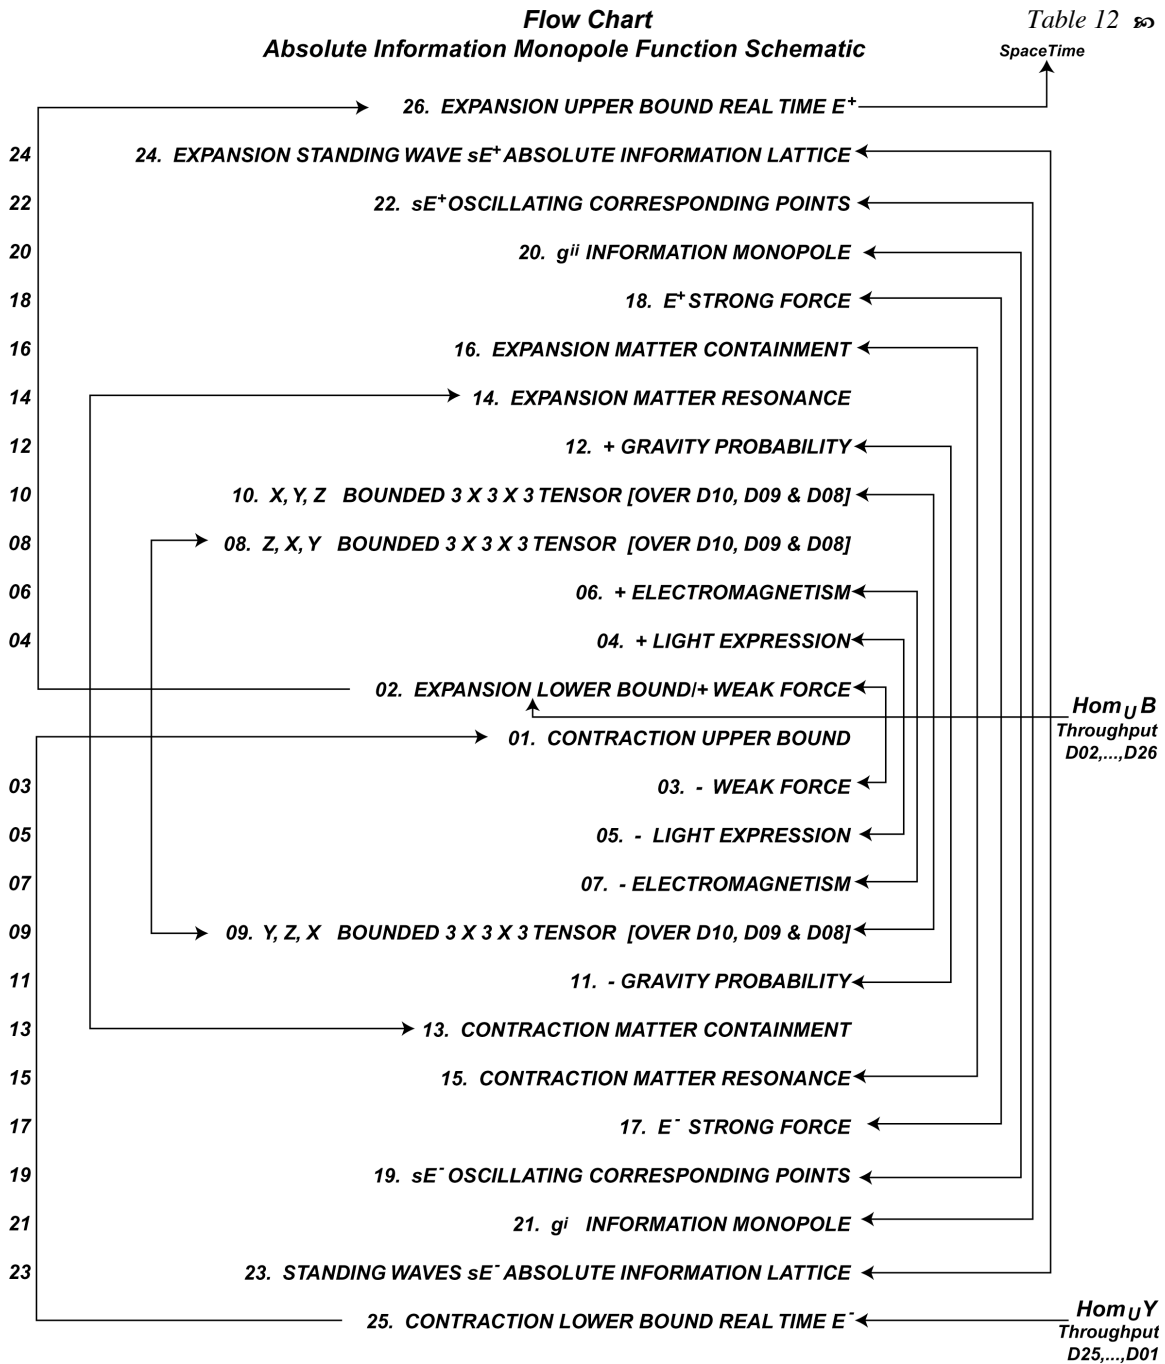 Flow Chart
Table 12
Absolute Information Monopole Function Schematic
SpaceTime
26. EXPANSION UPPER BOUND REAL TIME E⁺
24 24. EXPANSION STANDING WAVE sE⁺ ABSOLUTE INFORMATION LATTICE
22 22. sE⁺ OSCILLATING CORRESPONDING POINTS
20 20. gⁱⁱ INFORMATION MONOPOLE
18 18. E⁺ STRONG FORCE
16 16. EXPANSION MATTER CONTAINMENT
14 14. EXPANSION MATTER RESONANCE
12 12. + GRAVITY PROBABILITY
10 10. X, Y, Z BOUNDED 3 X 3 X 3 TENSOR [OVER D10, D09 & D08]
08 08. Z, X, Y BOUNDED 3 X 3 X 3 TENSOR [OVER D10, D09 & D08]
06 06. + ELECTROMAGNETISM
04 04. + LIGHT EXPRESSION
02. EXPANSION LOWER BOUND/+ WEAK FORCE
Hom U B
Throughput
D02,...,D26
01. CONTRACTION UPPER BOUND
03 03. - WEAK FORCE
05 05. - LIGHT EXPRESSION
07 07. - ELECTROMAGNETISM
09 09. Y, Z, X BOUNDED 3 X 3 X 3 TENSOR [OVER D10, D09 & D08]
11 11. - GRAVITY PROBABILITY
13 13. CONTRACTION MATTER CONTAINMENT
15 15. CONTRACTION MATTER RESONANCE
17 17. E⁻ STRONG FORCE
19 19. sE⁻ OSCILLATING CORRESPONDING POINTS
21 21. gⁱ INFORMATION MONOPOLE
23 23. STANDING WAVES sE⁻ ABSOLUTE INFORMATION LATTICE
25. CONTRACTION LOWER BOUND REAL TIME E⁻
Hom U Y
Throughput
D25,...,D01